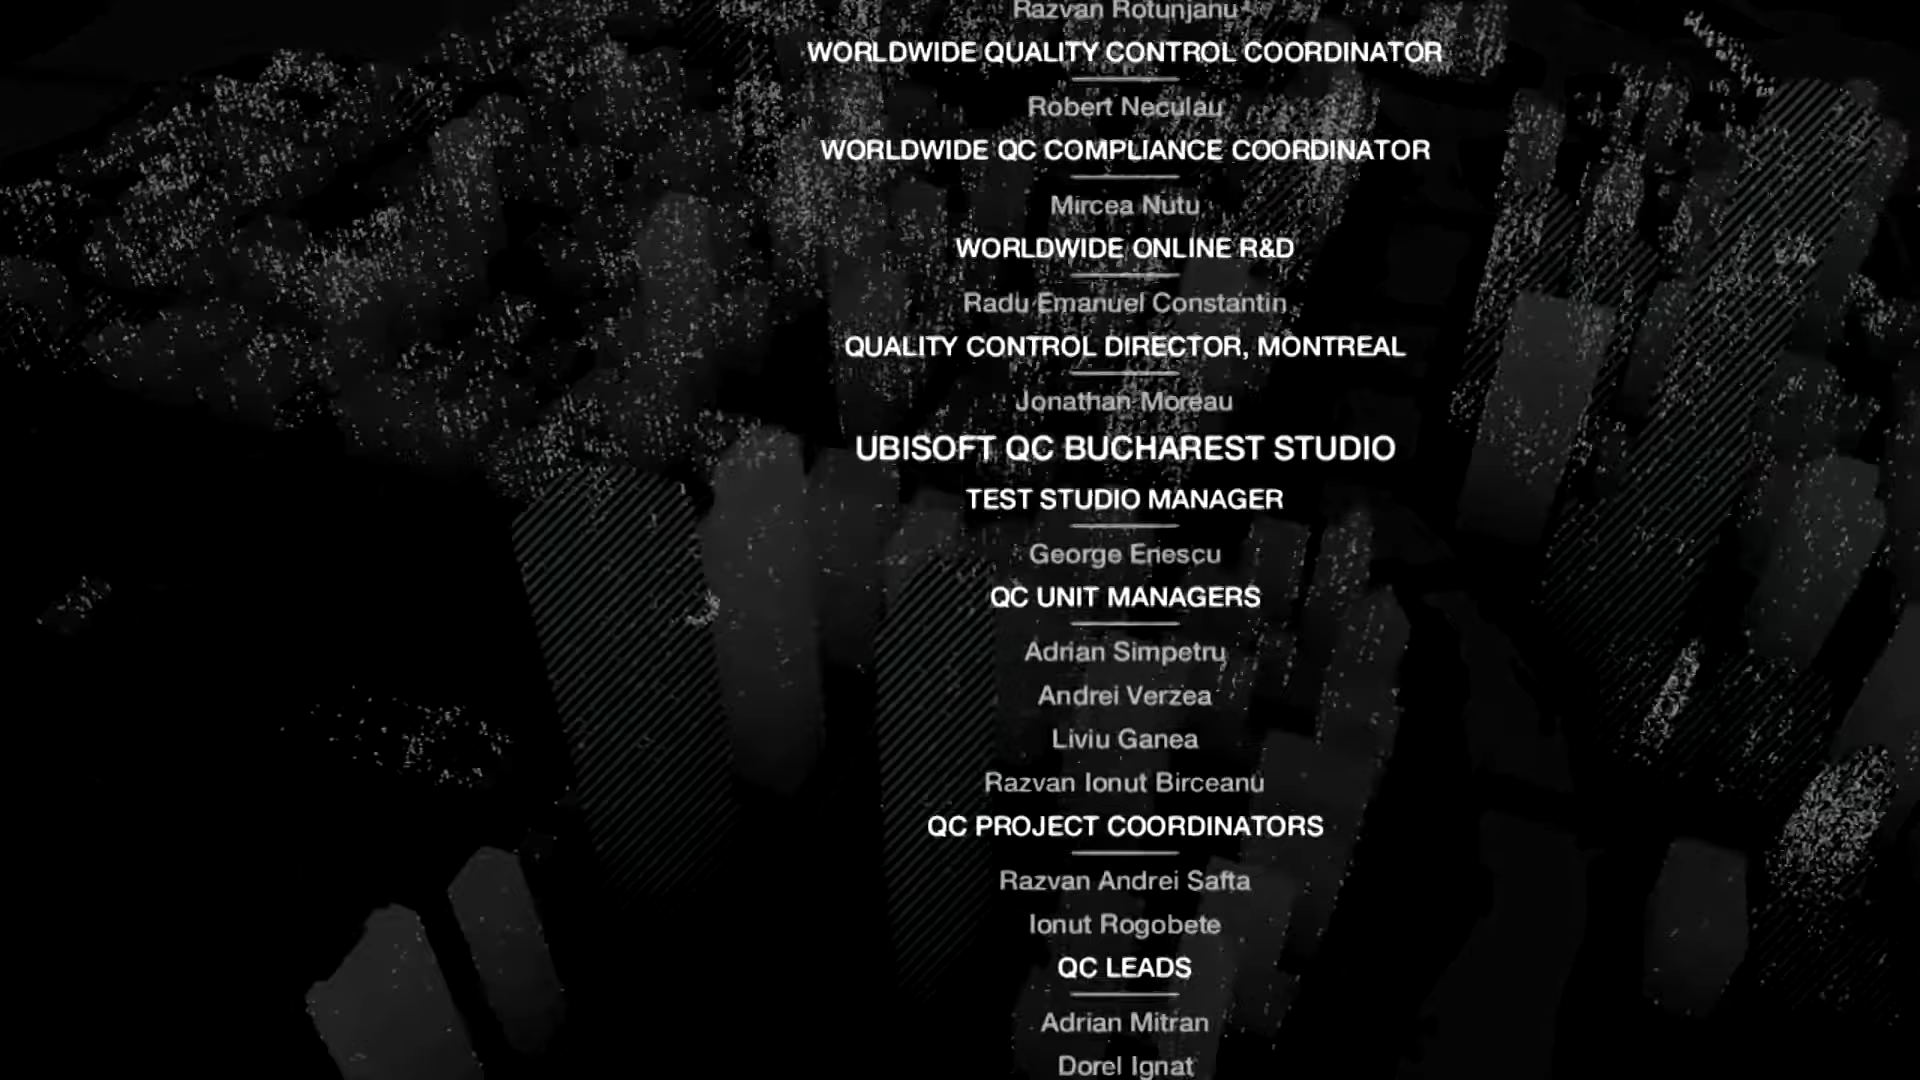 Razvan Rotunjanu
WORLDWIDE QUALITY CONTROL COORDINATOR
Robert Neculau
WORLDWIDE QC COMPLIANCE COORDINATOR
Mircea Nutu
WORLDWIDE ONLINE R&D
Radu Emanuel Constantin
QUALITY CONTROL DIRECTOR, MONTREAL
Jonathan Moreau
UBISOFT QC BUCHAREST STUDIO
TEST STUDIO MANAGER
George Enescu
QC UNIT MANAGERS
Adrian Simpetru
Andrei Verzea
Liviu Ganea
Razvan Ionut Birceanu
QC PROJECT COORDINATORS
Razvan Andrei Safta
Ionut Rogobete
QC LEADS
Adrian Mitran
Dorel Ignat